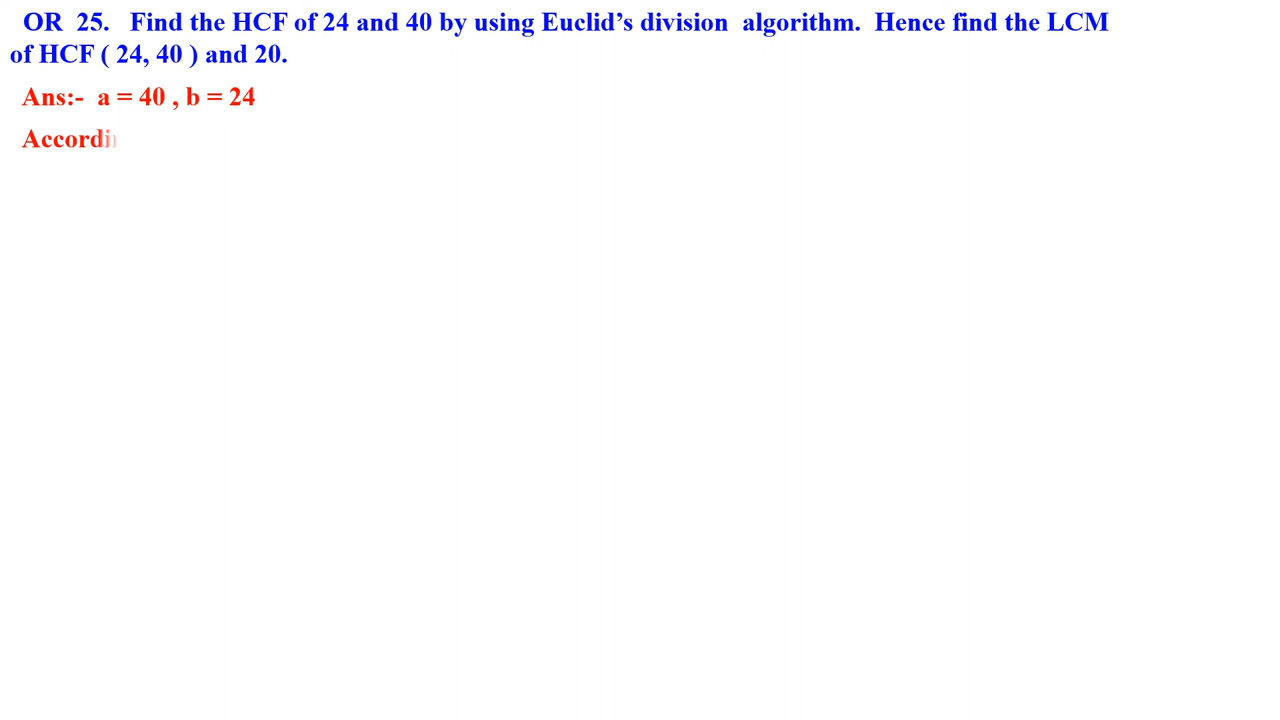 OR 25. Find the HCF of 24 and 40 by using Euclid’s division algorithm. Hence find the LCM
of HCF ( 24, 40 ) and 20.
Ans:- a = 40 , b = 24